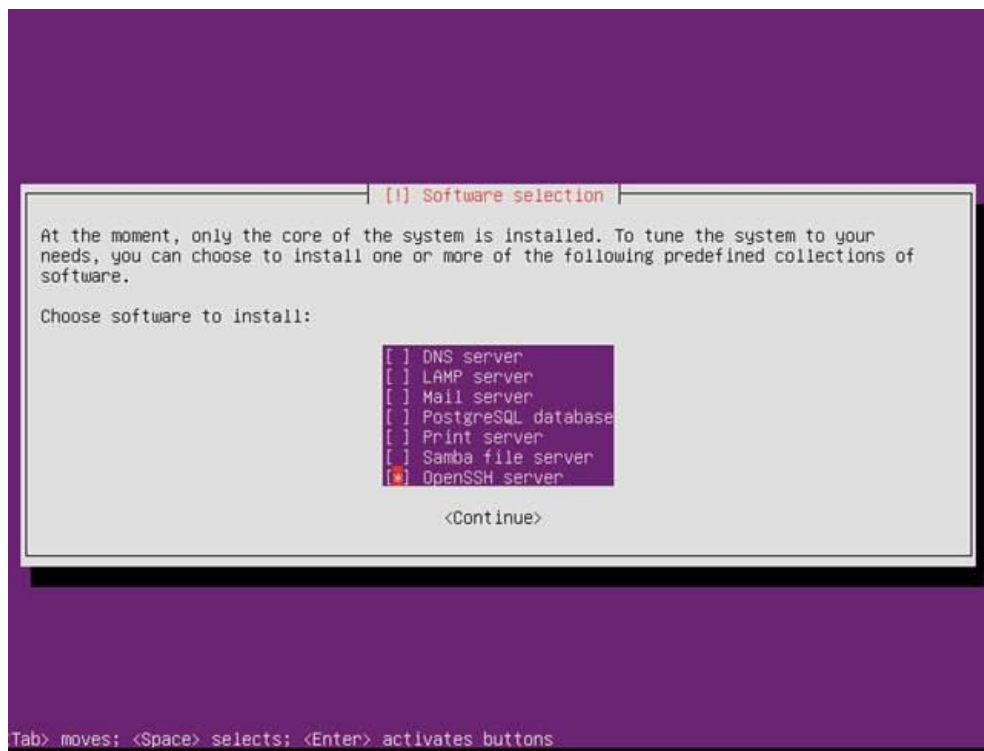 [!] Software selection
At the moment, only the core of the system is installed. To tune the system to your
needs, you can choose to install one or more of the following predefined collections of
software.
Choose software to install:
[ ] DNS server
[ ] LAMP server
[ ] Mail server
[ ] PostgreSQL database
[ ] Print server
[ ] Samba file server
[*] OpenSSH server
<Continue>
<Tab> moves; <Space> selects; <Enter> activates buttons